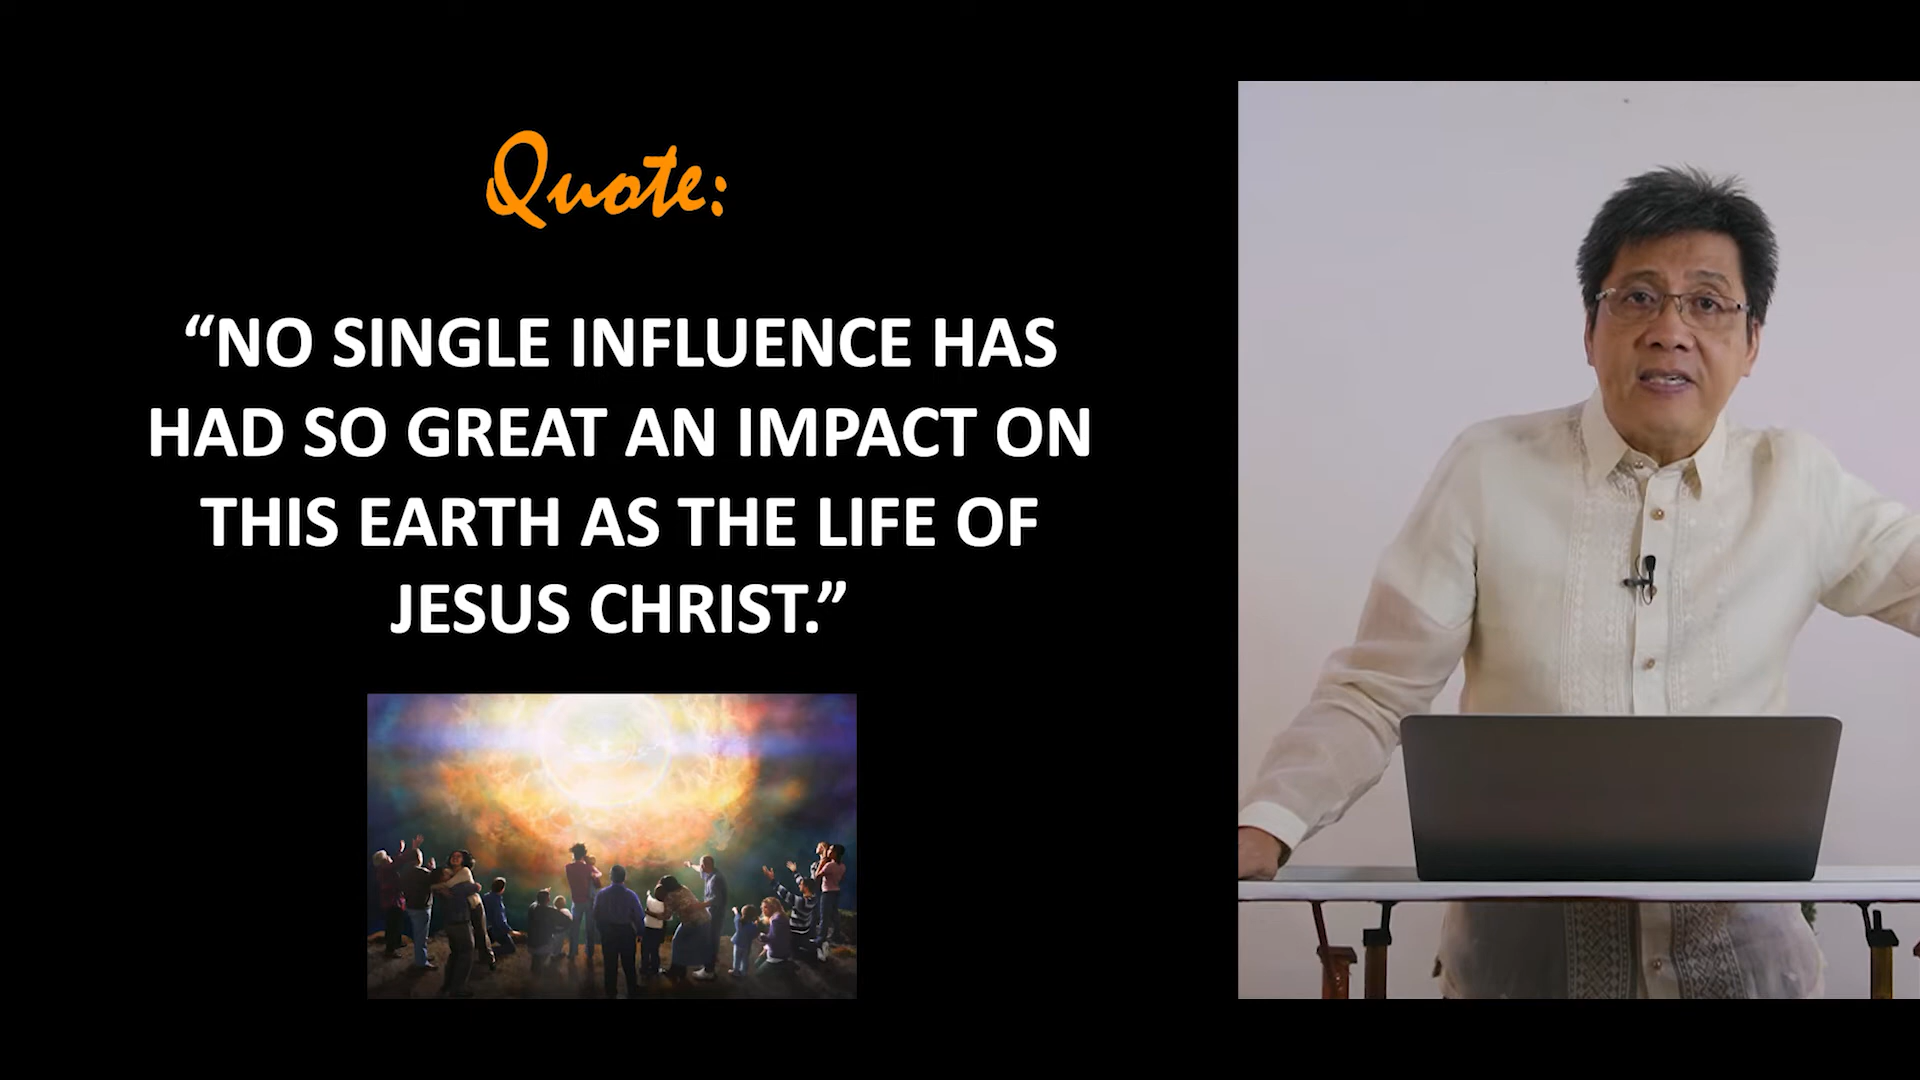 Quote:
“NO SINGLE INFLUENCE HAS
HAD SO GREAT AN IMPACT ON
THIS EARTH AS THE LIFE OF
JESUS CHRIST.”